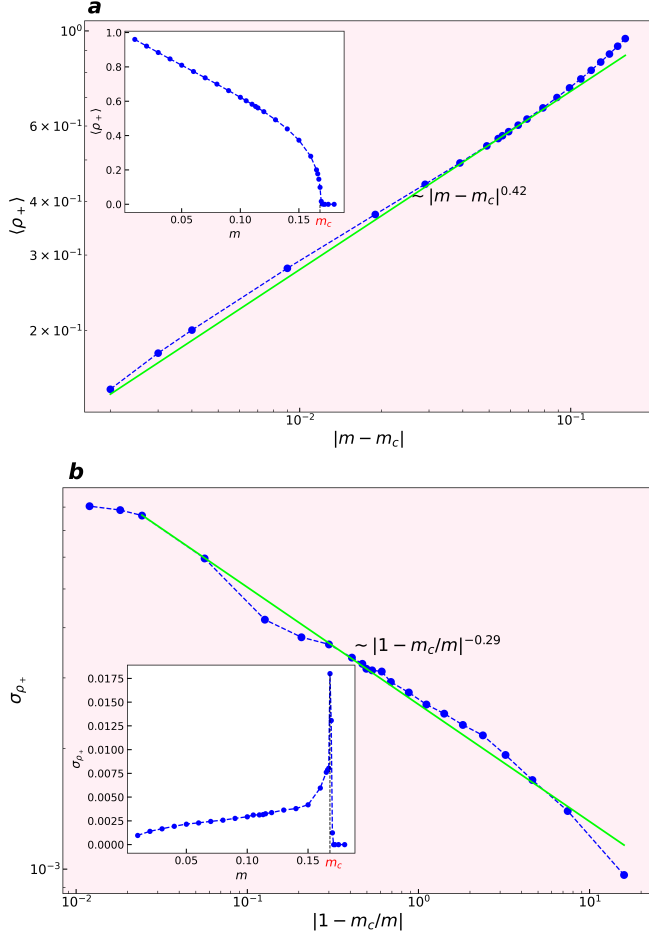 a
10⁰
6 × 10⁻¹
4 × 10⁻¹
3 × 10⁻¹
2 × 10⁻¹
⟨ρ₊⟩
1.0
0.8
0.6
0.4
0.2
0.0
⟨ρ₊⟩
0.05 0.10 0.15 m_c
m
~ |m − m_c|^0.42
10⁻² 10⁻¹
|m − m_c|
b
σ_ρ₊
10⁻³
~ |1 − m_c/m|^−0.29
0.0175
0.0150
0.0125
0.0100
0.0075
0.0050
0.0025
0.0000
σ_ρ₊
0.05 0.10 0.15 m_c
m
10⁻² 10⁻¹ 10⁰ 10¹
|1 − m_c/m|